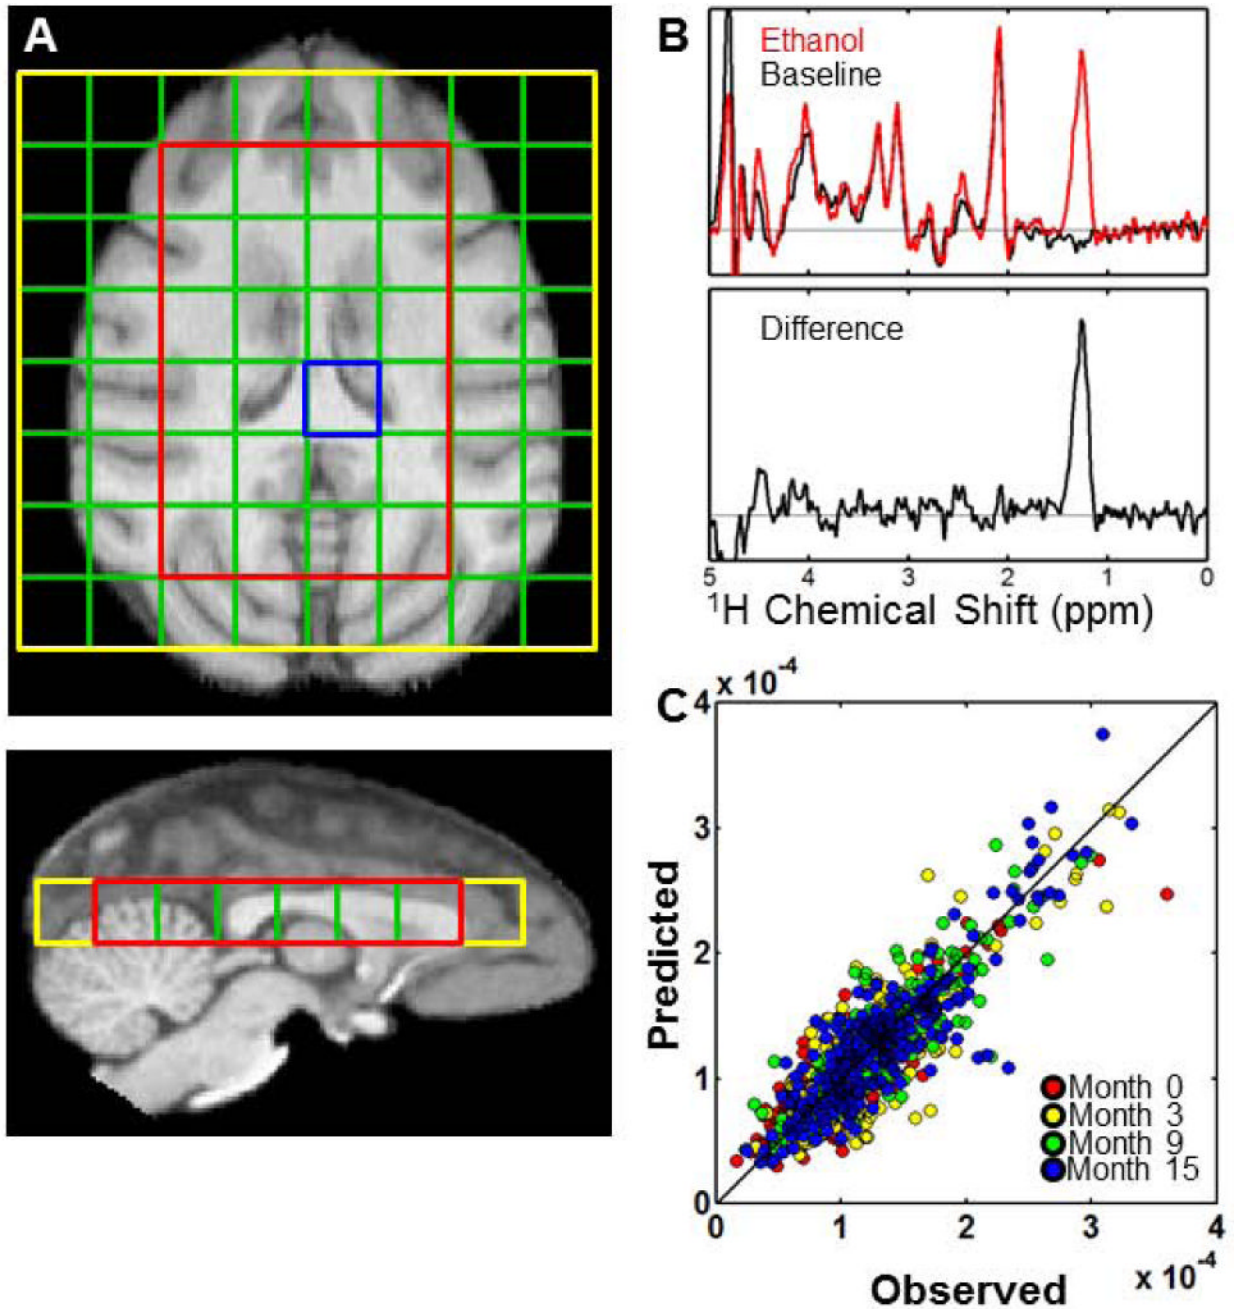 A
B
Ethanol
Baseline
Difference
5 4 3 2 1 0
¹H Chemical Shift (ppm)
C
x 10⁻⁴
4
3
2
1
0
Predicted
Month 0
Month 3
Month 9
Month 15
0 1 2 3 4
Observed
x 10⁻⁴